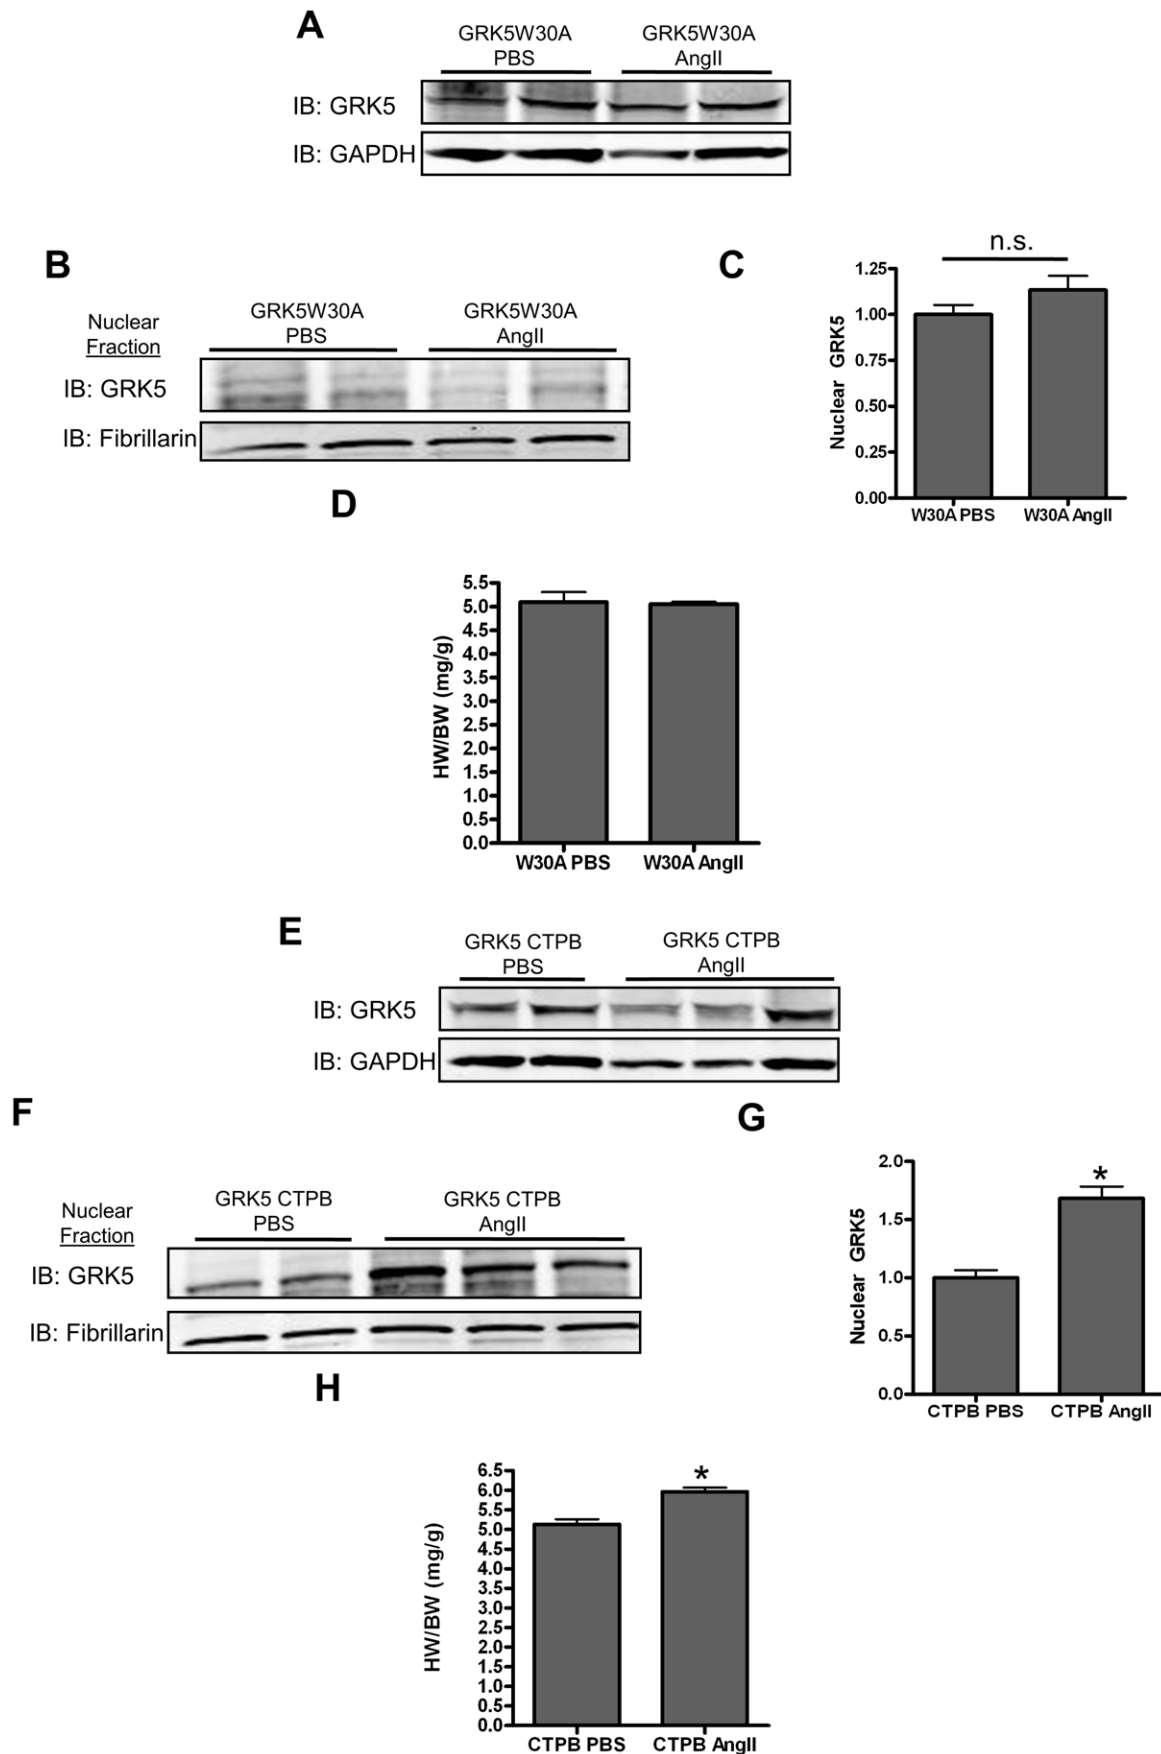 A
GRK5W30A
PBS
GRK5W30A
AngII
IB: GRK5
IB: GAPDH
B
Nuclear
Fraction
GRK5W30A
PBS
GRK5W30A
AngII
IB: GRK5
IB: Fibrillarin
C
n.s.
Nuclear GRK5
1.25
1.00
0.75
0.50
0.25
0.00
W30A PBS
W30A AngII
D
HW/BW (mg/g)
5.5
5.0
4.5
4.0
3.5
3.0
2.5
2.0
1.5
1.0
0.5
0.0
W30A PBS
W30A AngII
E
GRK5 CTPB
PBS
GRK5 CTPB
AngII
IB: GRK5
IB: GAPDH
F
Nuclear
Fraction
GRK5 CTPB
PBS
GRK5 CTPB
AngII
IB: GRK5
IB: Fibrillarin
G
Nuclear GRK5
2.0
1.5
1.0
0.5
0.0
*
CTPB PBS
CTPB AngII
H
HW/BW (mg/g)
6.5
6.0
5.5
5.0
4.5
4.0
3.5
3.0
2.5
2.0
1.5
1.0
0.5
0.0
*
CTPB PBS
CTPB AngII